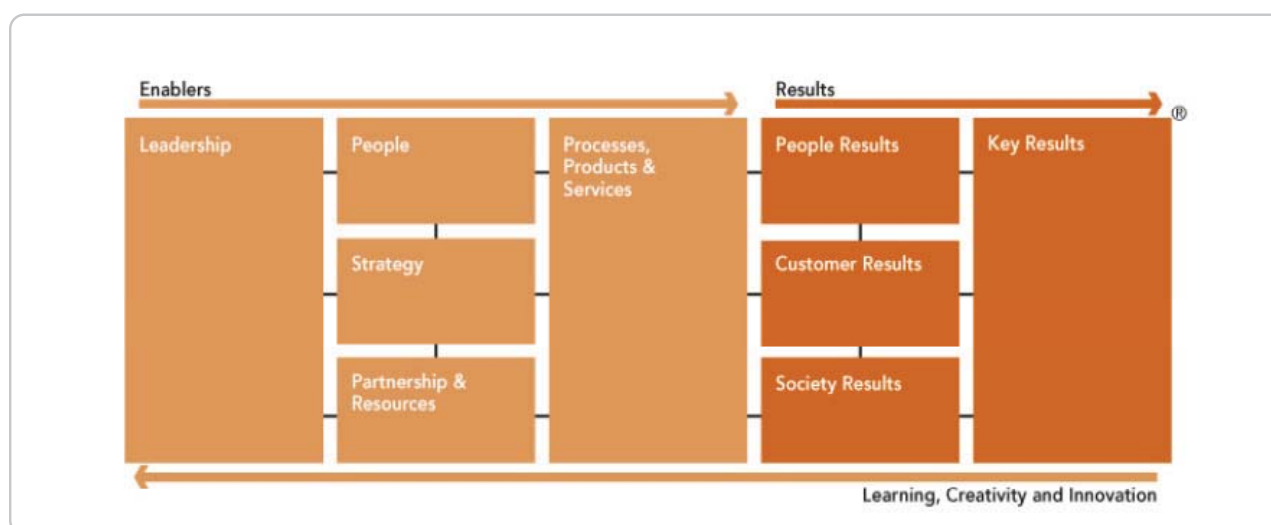 Enablers
Results
®
Leadership
People
Processes,
Products &
Services
People Results
Key Results
Strategy
Customer Results
Partnership &
Resources
Society Results
Learning, Creativity and Innovation